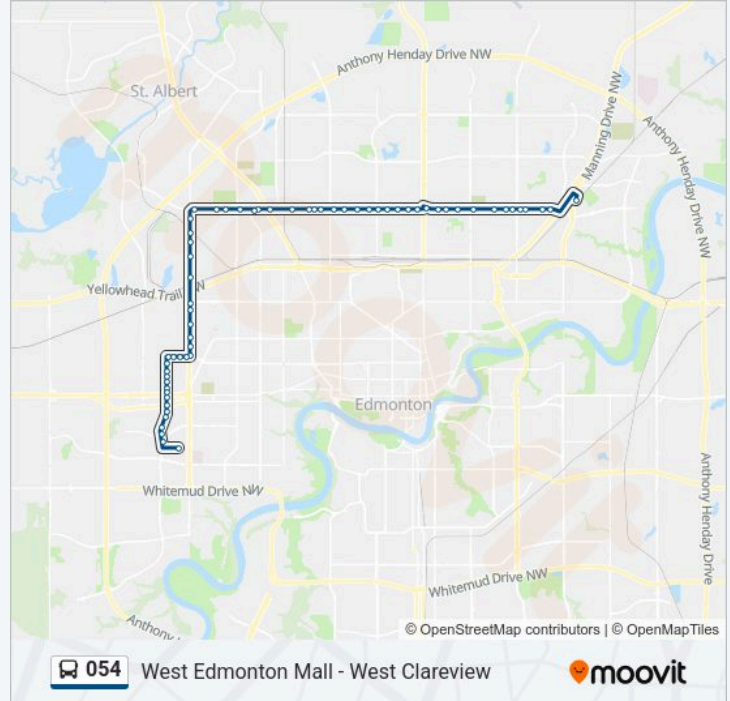 Anthony Henday Drive NW
St. Albert
Manning Drive NW
Anthony Henday Drive NW
Yellowhead Trail NW
Edmonton
Whitemud Drive NW
Anthony Henday Drive
Whitemud Drive NW
Anthony
© OpenStreetMap contributors | © OpenMapTiles
054 West Edmonton Mall - West Clareview
moovit